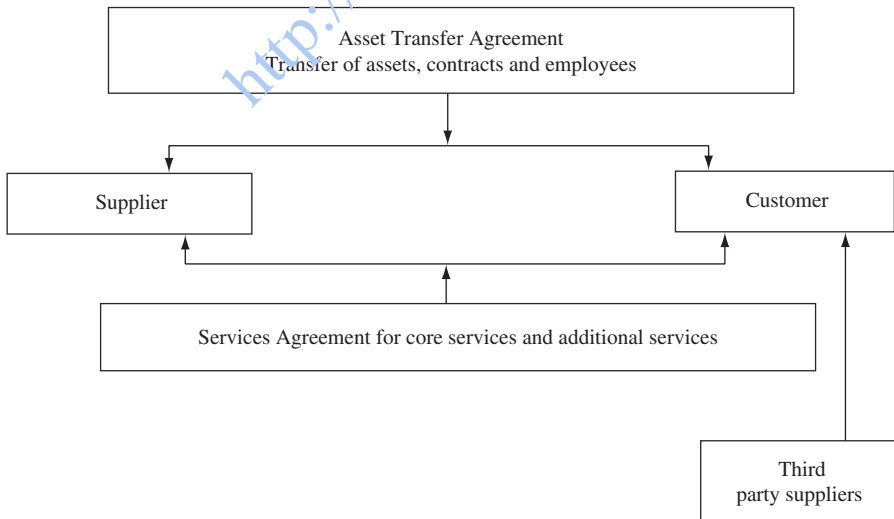 http:/
Asset Transfer Agreement
Transfer of assets, contracts and employees
Supplier
Customer
Services Agreement for core services and additional services
Third
party suppliers